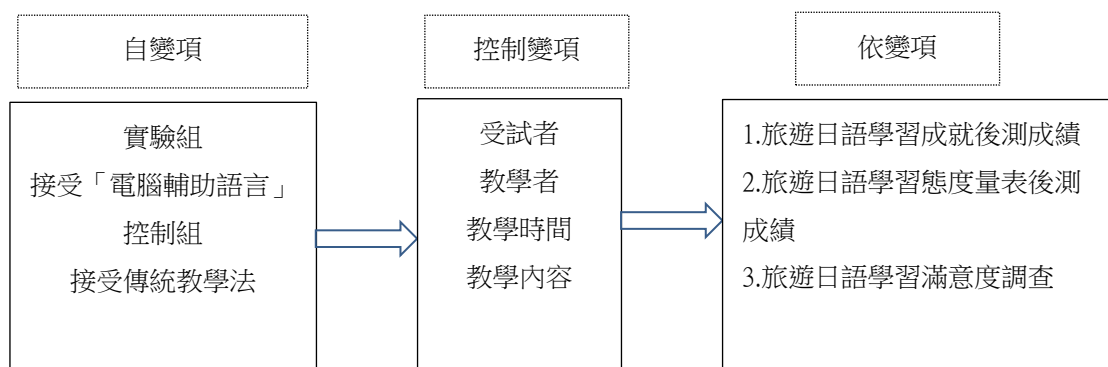 自變項
控制變項
依變項
實驗組
接受「電腦輔助語言」
控制組
接受傳統教學法
受試者
教學者
教學時間
教學內容
1.旅遊日語學習成就後測成績
2.旅遊日語學習態度量表後測
成績
3.旅遊日語學習滿意度調查